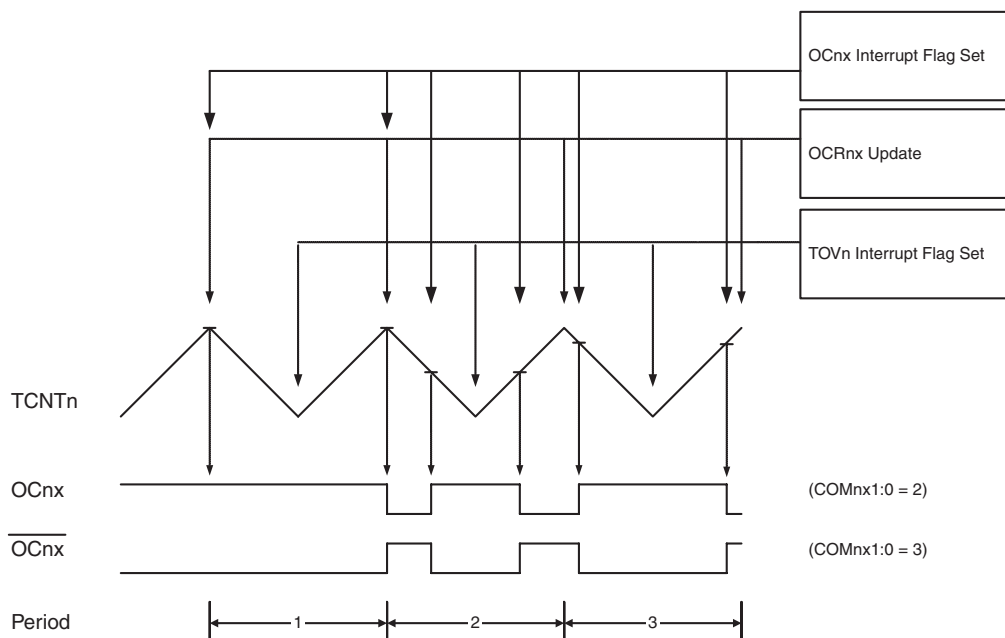 OCnx Interrupt Flag Set
OCRnx Update
TOVn Interrupt Flag Set
TCNTn
OCnx
(COMnx1:0 = 2)
OCnx
(COMnx1:0 = 3)
Period
1
2
3